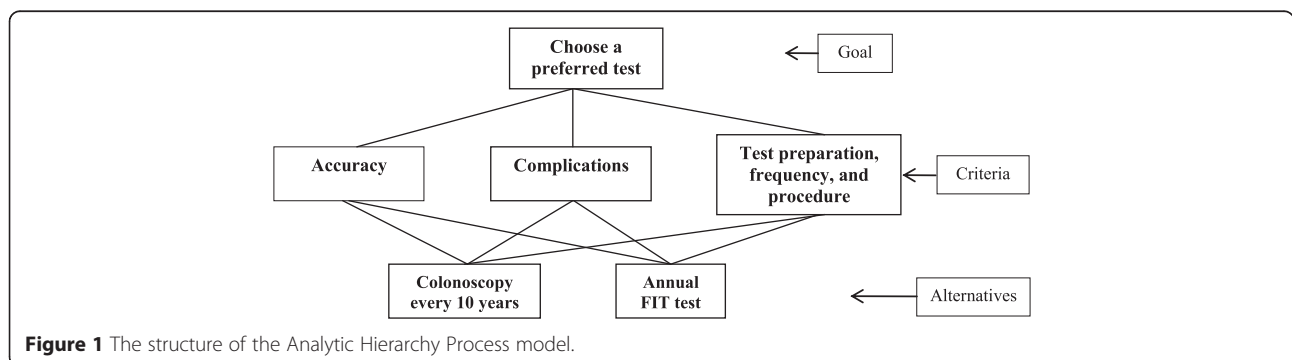 Choose a
preferred test
Goal
Accuracy
Complications
Test preparation,
frequency, and
procedure
Criteria
Colonoscopy
every 10 years
Annual
FIT test
Alternatives
Figure 1 The structure of the Analytic Hierarchy Process model.